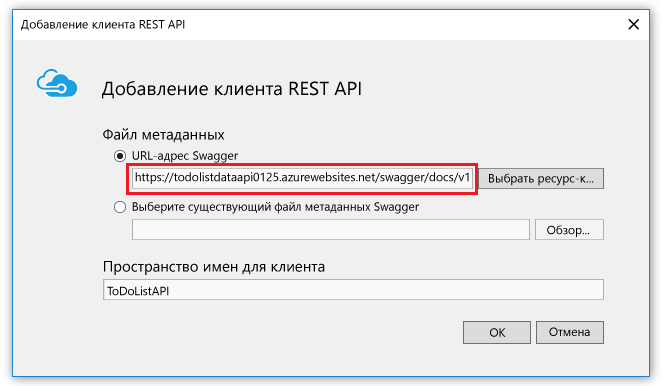 Добавление клиента REST API
Добавление клиента REST API
Файл метаданных
URL-адрес Swagger
https://todolistdataapi0125.azurewebsites.net/swagger/docs/v1 Выбрать ресурс-к...
Выберите существующий файл метаданных Swagger
Обзор...
Пространство имен для клиента
ToDoListAPI
ОК Отмена